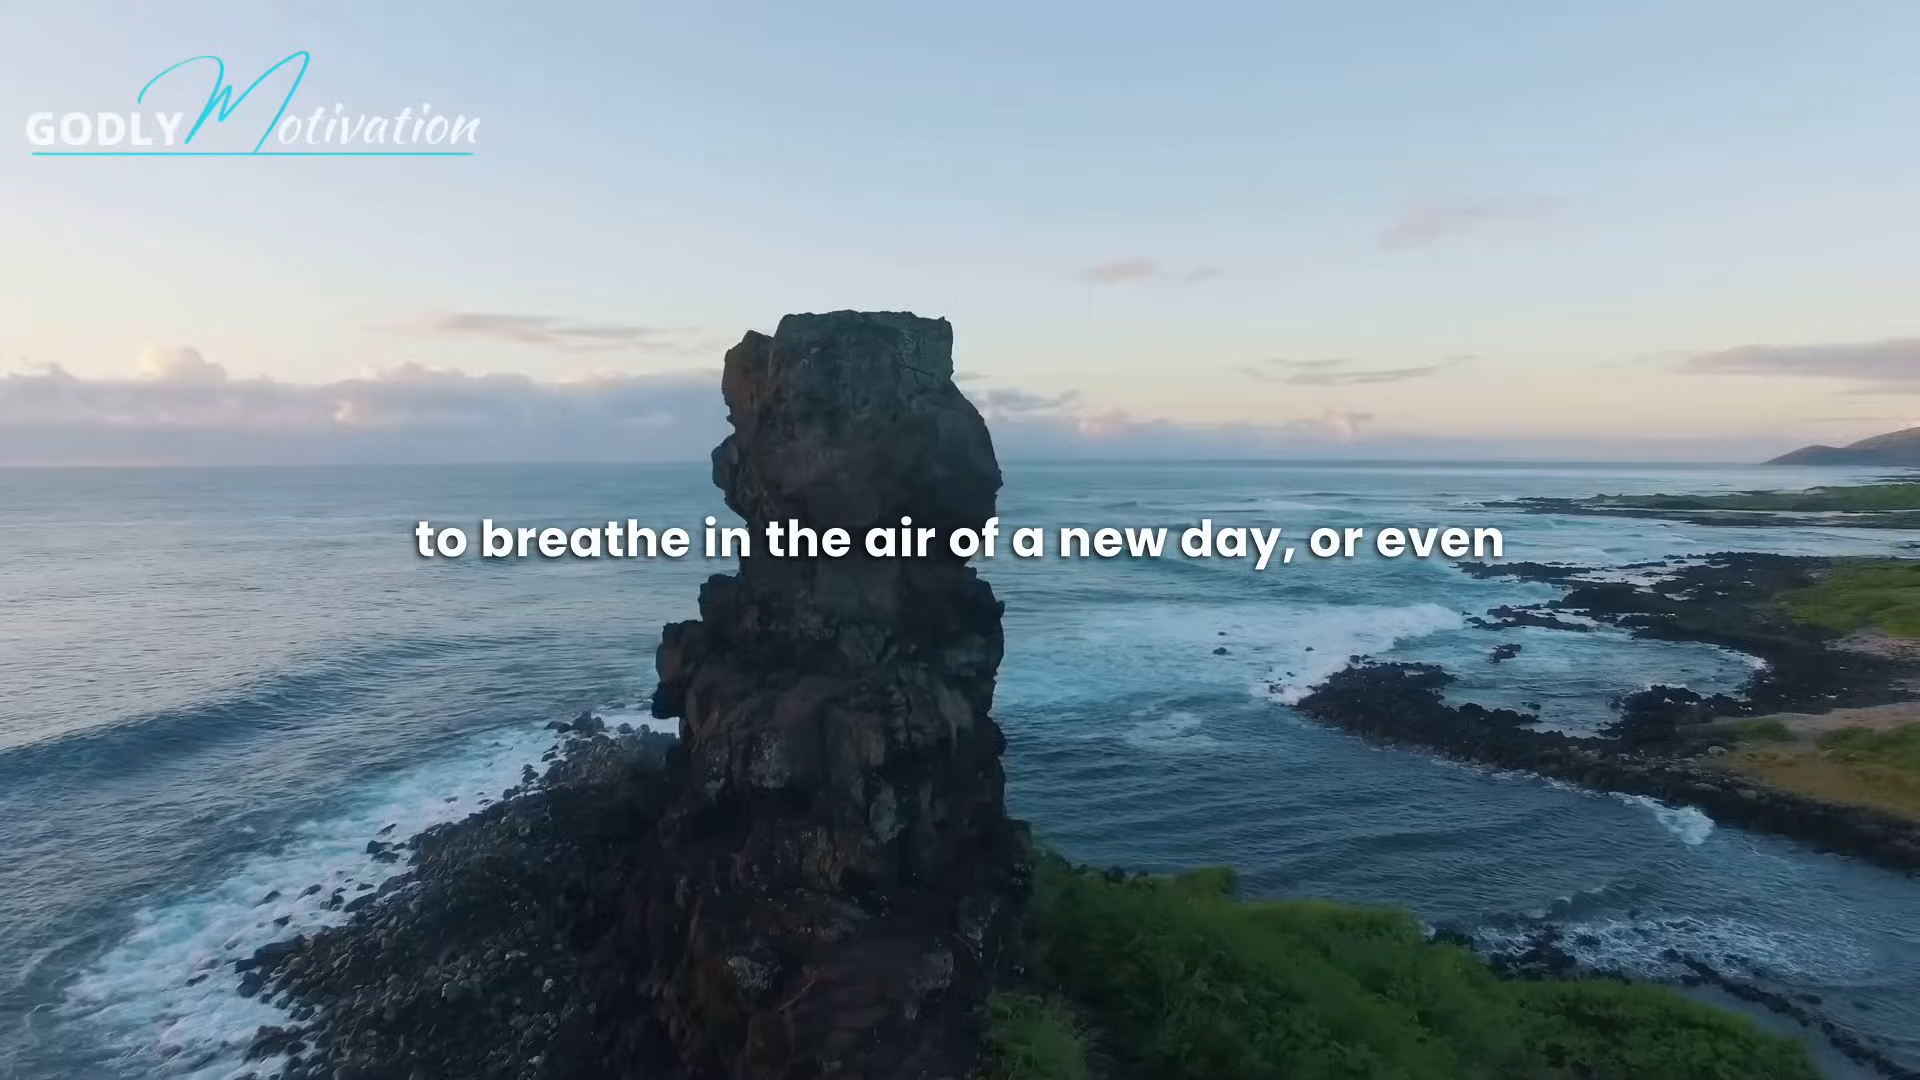 GODLY Motivation
to breathe in the air of a new day, or even